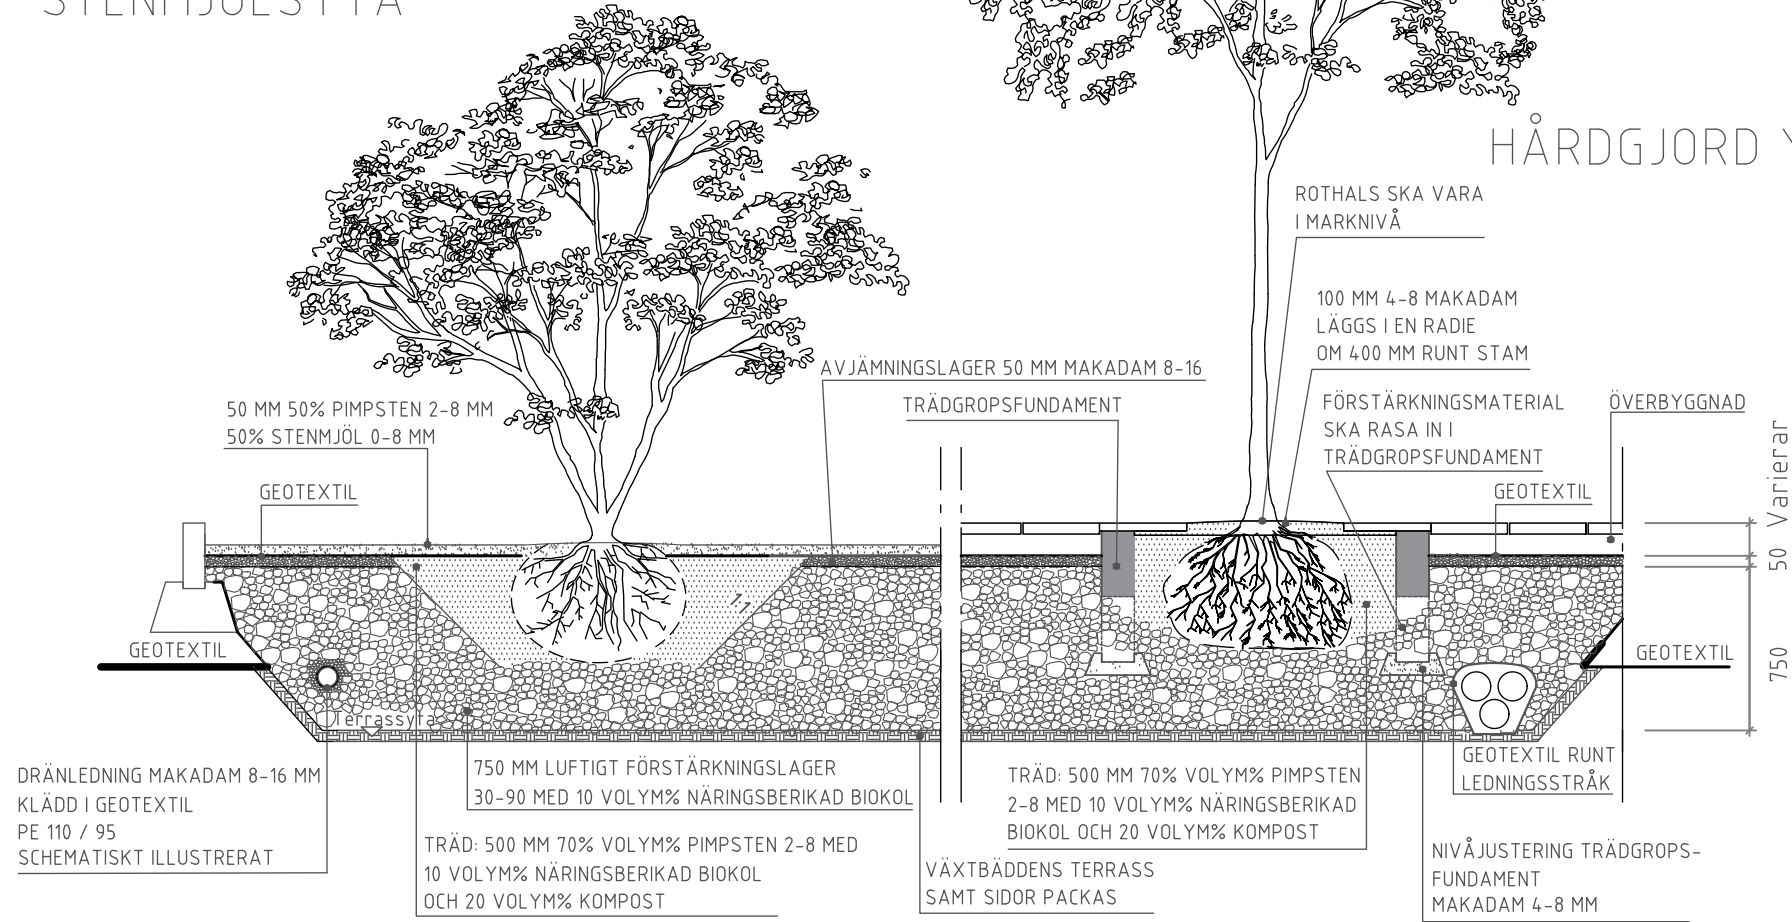 STENMJÖLSYTA
HÅRDGJORD
ROTHALS SKA VARA
I MARKNIVÅ
100 MM 4-8 MAKADAM
LÄGGS I EN RADIE
OM 400 MM RUNT STAM
AVJÄMNINGSLAGER 50 MM MAKADAM 8-16
TRÄDGROPSFUNDAMENT
FÖRSTÄRKNINGSMATERIAL
SKA RASA IN I
TRÄDGROPSFUNDAMENT
ÖVERBYGGNAD
50 MM 50% PIMPSTEN 2-8 MM
50% STENMJÖL 0-8 MM
GEOTEXTIL
GEOTEXTIL
Varierar
50
750
1:1
GEOTEXTIL
GEOTEXTIL
Terrassyta
DRÄNLEDNING MAKADAM 8-16 MM
KLÄDD I GEOTEXTIL
PE 110 / 95
SCHEMATISKT ILLUSTRERAT
750 MM LUFTIGT FÖRSTÄRKNINGSLAGER
30-90 MED 10 VOLYM% NÄRINGSBERIKAD BIOKOL
TRÄD: 500 MM 70% VOLYM% PIMPSTEN 2-8 MED
10 VOLYM% NÄRINGSBERIKAD BIOKOL
OCH 20 VOLYM% KOMPOST
VÄXTBÄDDENS TERRASS
SAMT SIDOR PACKAS
TRÄD: 500 MM 70% VOLYM% PIMPSTEN
2-8 MED 10 VOLYM% NÄRINGSBERIKAD
BIOKOL OCH 20 VOLYM% KOMPOST
GEOTEXTIL RUNT
LEDNINGSSTRÅK
NIVÅJUSTERING TRÄDGROPS-
FUNDAMENT
MAKADAM 4-8 MM